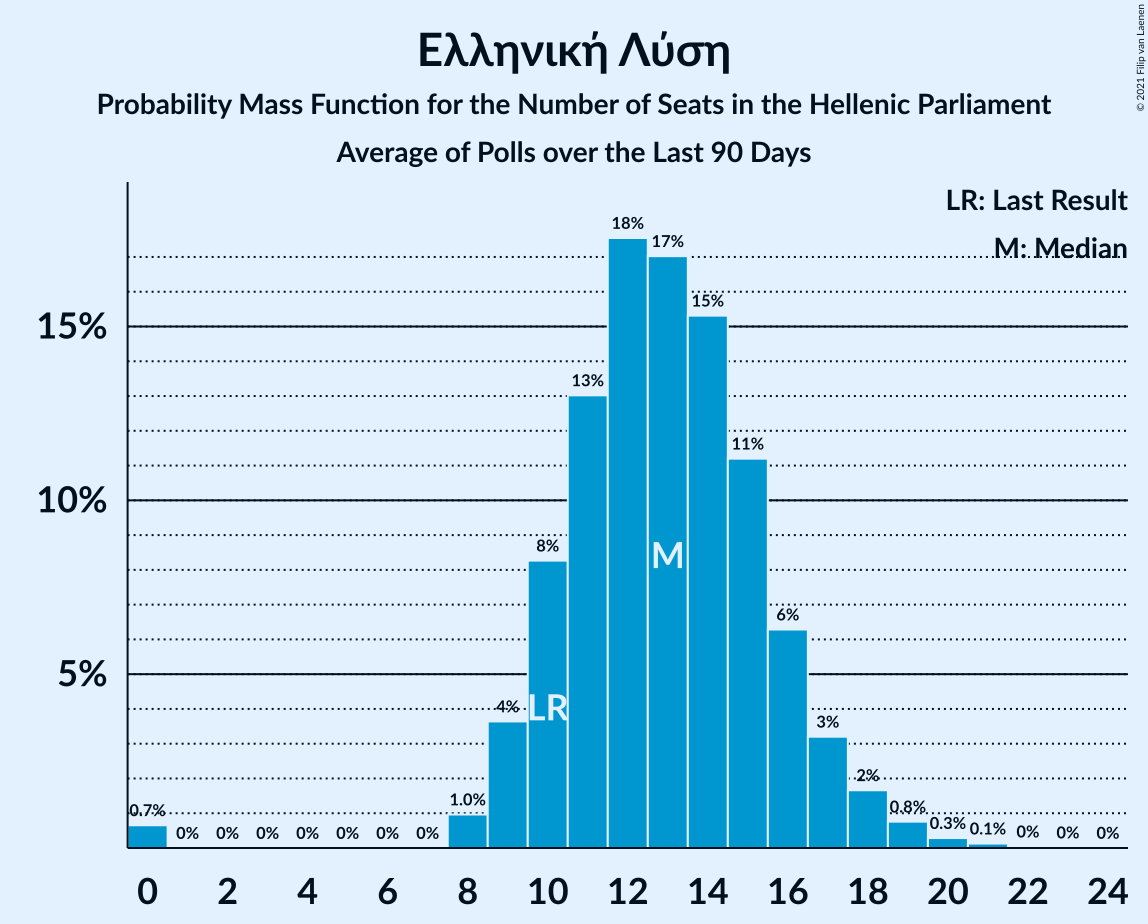 Ελληνική Λύση
Probability Mass Function for the Number of Seats in the Hellenic Parliament
Average of Polls over the Last 90 Days
© 2021 Filip van Laenen
LR: Last Result
M: Median
18%
17%
15%
15%
13%
11%
10%
8%
M
6%
5%
4%
LR
3%
2%
1.0%
0.7%
0.8%
0.3%
0.1%
0% 0% 0% 0% 0% 0% 0% 0% 0% 0%
0 2 4 6 8 10 12 14 16 18 20 22 24